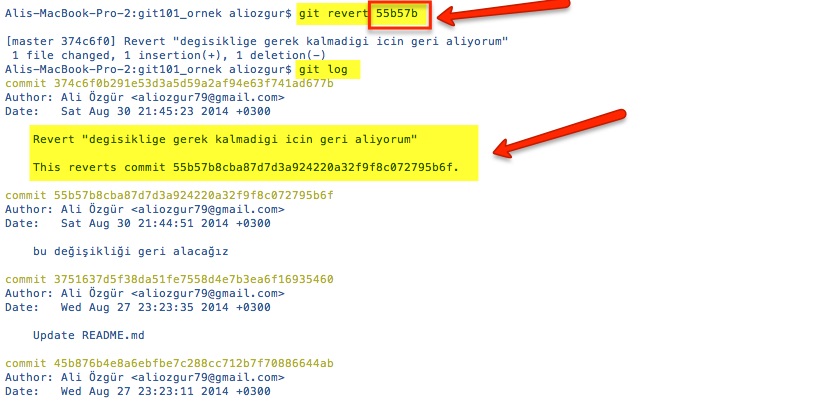 Alis-MacBook-Pro-2:git101_ornek aliozgur$ git revert 55b57b
[master 374c6f0] Revert "degisiklige gerek kalmadigi icin geri aliyorum"
1 file changed, 1 insertion(+), 1 deletion(-)
Alis-MacBook-Pro-2:git101_ornek aliozgur$ git log
commit 374c6f0b291e53d3a5d59a2af94e63f741ad677b
Author: Ali Özgür <aliozgur79@gmail.com>
Date:   Sat Aug 30 21:45:23 2014 +0300
Revert "degisiklige gerek kalmadigi icin geri aliyorum"
This reverts commit 55b57b8cba87d7d3a924220a32f9f8c072795b6f.
commit 55b57b8cba87d7d3a924220a32f9f8c072795b6f
Author: Ali Özgür <aliozgur79@gmail.com>
Date:   Sat Aug 30 21:44:51 2014 +0300
bu değişikliği geri alacağız
commit 3751637d5f38da51fe7558d4e7b3ea6f16935460
Author: Ali Özgür <aliozgur79@gmail.com>
Date:   Wed Aug 27 23:23:35 2014 +0300
Update README.md
commit 45b876b4e8a6ebfbe7c288cc712b7f70886644ab
Author: Ali Özgür <aliozgur79@gmail.com>
Date:   Wed Aug 27 23:23:11 2014 +0300